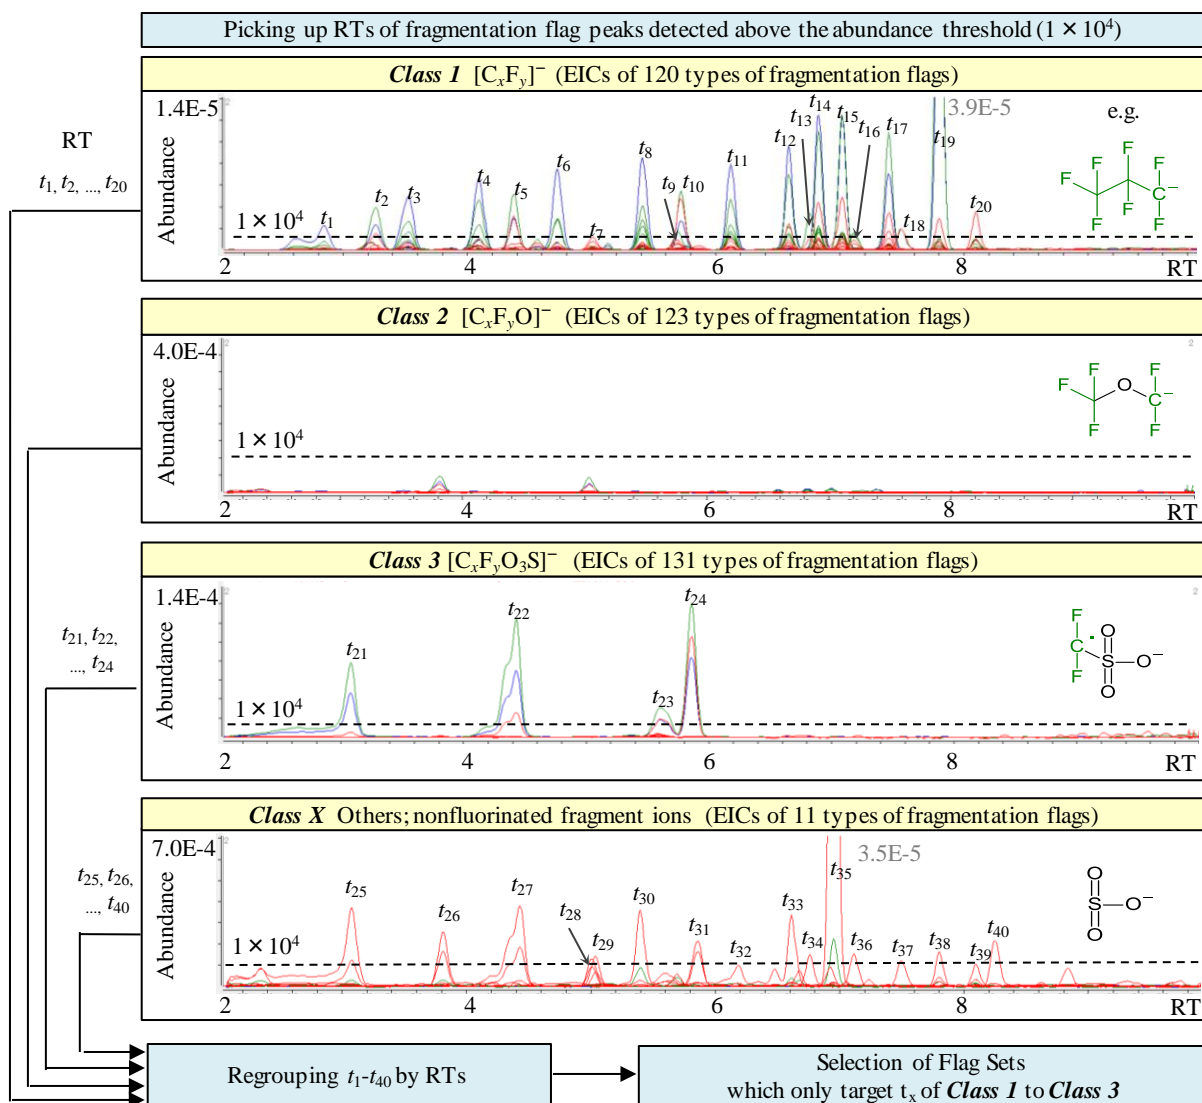 Picking up RTs of fragmentation flag peaks detected above the abundance threshold (1 × 10⁴)
Class 1 [CₓFᵧ]⁻ (EICs of 120 types of fragmentation flags)
RT
t₁, t₂, ..., t₂₀
1.4E-5
Abundance
1 × 10⁴
t₁ t₂ t₃ t₄ t₅ t₆ t₇ t₈ t₉ t₁₀ t₁₁ t₁₂ t₁₃ t₁₄ t₁₅ t₁₆ t₁₇ t₁₈ t₁₉ t₂₀
3.9E-5
e.g.
F F F F F F F C⁻
2 4 6 8 RT
Class 2 [CₓFᵧO]⁻ (EICs of 123 types of fragmentation flags)
4.0E-4
Abundance
1 × 10⁴
F F F O C⁻ F F
2 4 6 8 RT
Class 3 [CₓFᵧO₃S]⁻ (EICs of 131 types of fragmentation flags)
t₂₁, t₂₂,
..., t₂₄
1.4E-4
Abundance
1 × 10⁴
t₂₁ t₂₂ t₂₃ t₂₄
F C· F S O O O⁻
2 4 6 8 RT
Class X Others; nonfluorinated fragment ions (EICs of 11 types of fragmentation flags)
t₂₅, t₂₆,
..., t₄₀
7.0E-4
Abundance
1 × 10⁴
t₂₅ t₂₆ t₂₇ t₂₈ t₂₉ t₃₀ t₃₁ t₃₂ t₃₃ t₃₄ t₃₅ t₃₆ t₃₇ t₃₈ t₃₉ t₄₀
3.5E-5
O S O⁻ O
2 4 6 8 RT
Regrouping t₁-t₄₀ by RTs
Selection of Flag Sets
which only target tₓ of Class 1 to Class 3